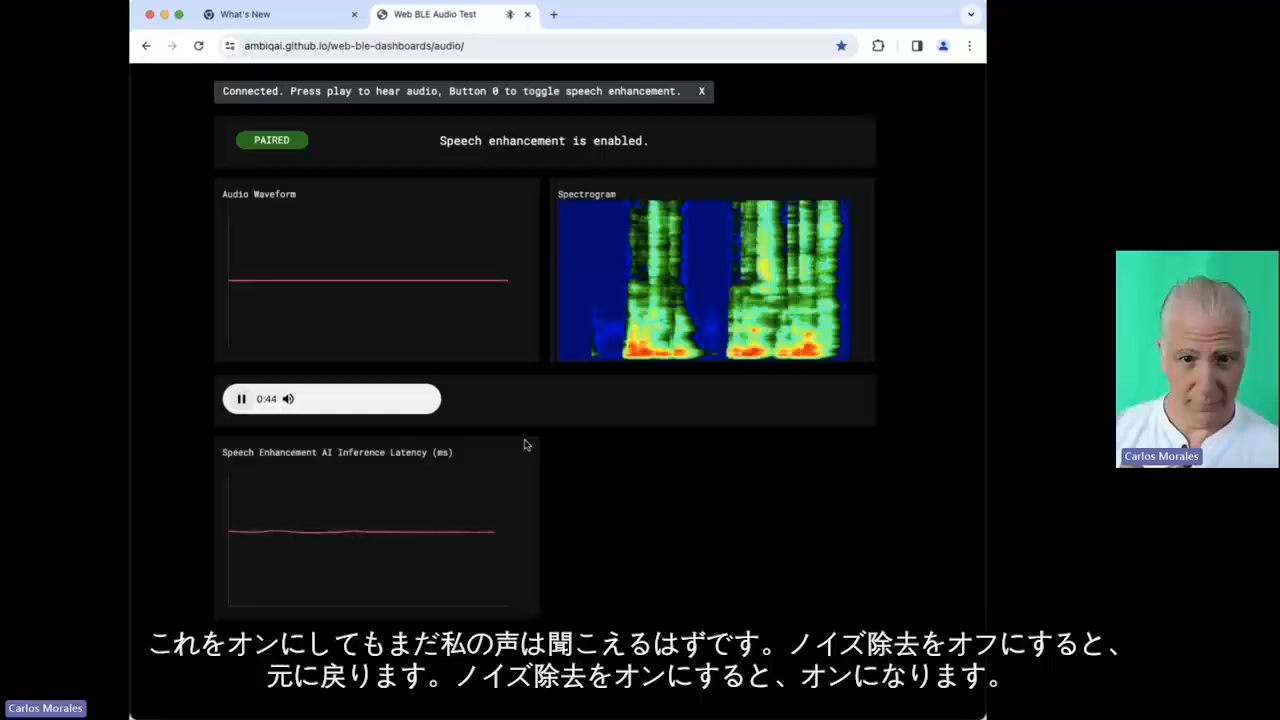 What's New
Web BLE Audio Test
ambiqai.github.io/web-ble-dashboards/audio/
Connected. Press play to hear audio, Button 0 to toggle speech enhancement. X
PAIRED
Speech enhancement is enabled.
Audio Waveform
Spectrogram
0:44
Speech Enhancement AI Inference Latency (ms)
Carlos Morales
これをオンにしてもまだ私の声は聞こえるはずです。ノイズ除去をオフにすると、
元に戻ります。ノイズ除去をオンにすると、オンになります。
Carlos Morales